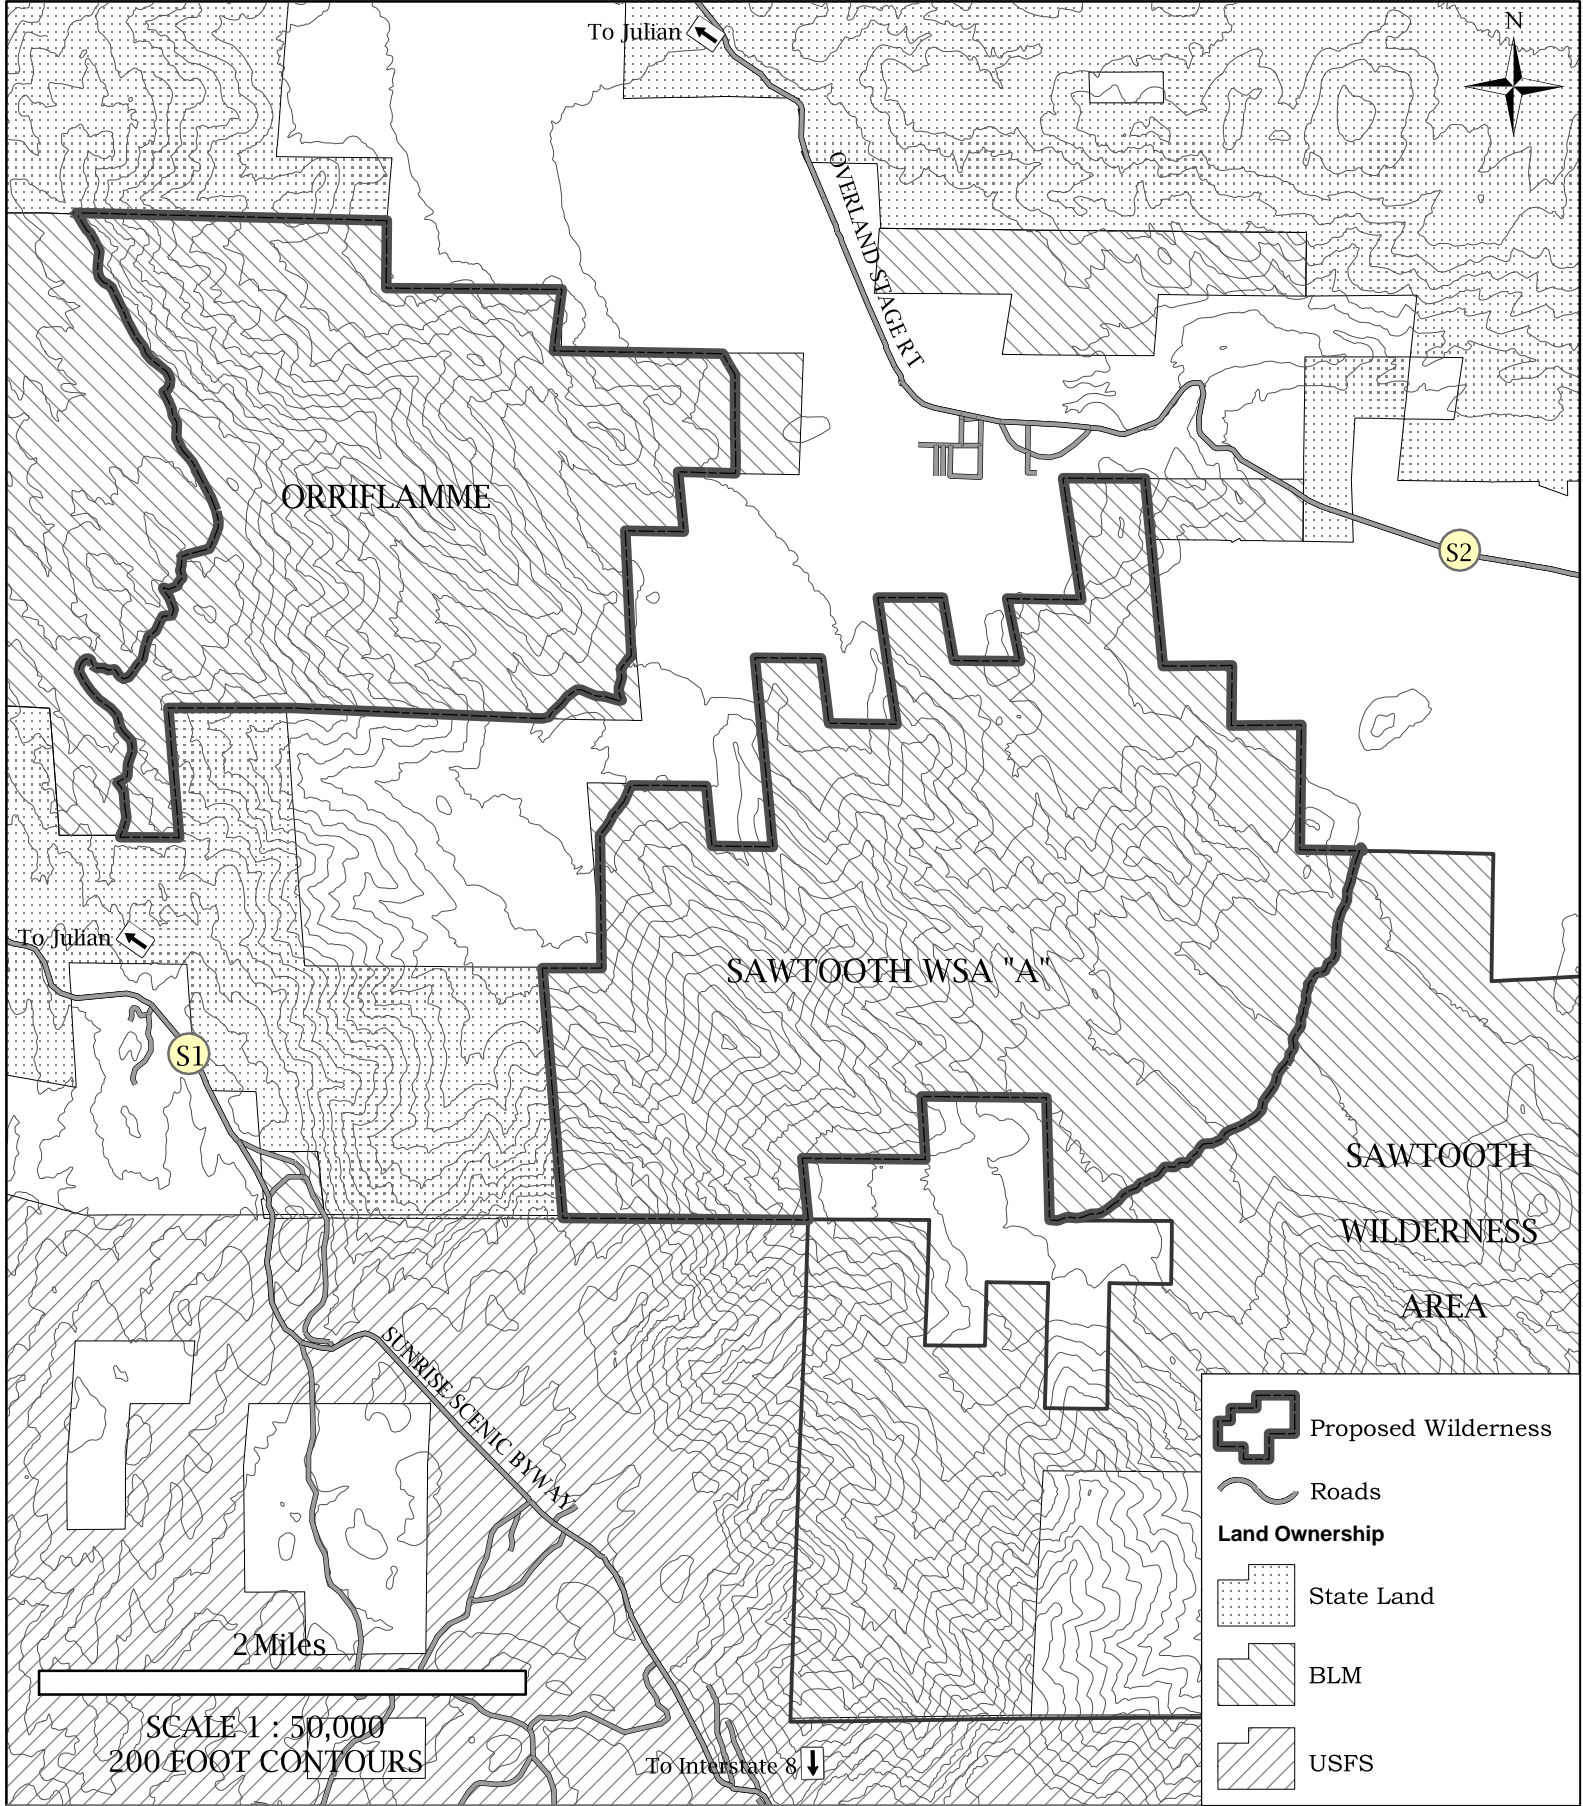 To Julian
N
OVERLAND STAGE RT
ORRIFLAMME
S2
To Julian
SAWTOOTH WSA "A"
S1
SAWTOOTH
WILDERNESS
AREA
SUNRISE SCENIC BYWAY
Proposed Wilderness
Roads
Land Ownership
State Land
BLM
USFS
2 Miles
SCALE 1 : 50,000
200 FOOT CONTOURS
To Interstate 8